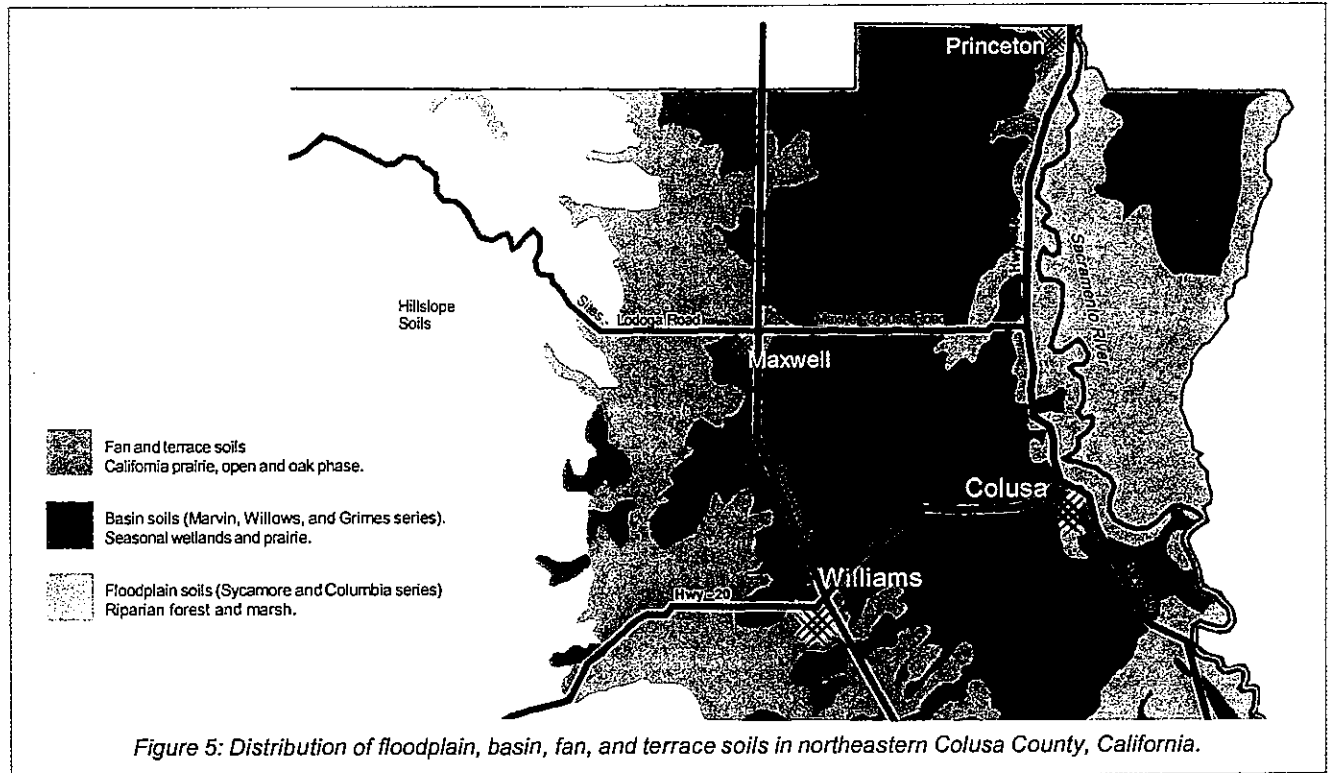 Princeton
Sacramento River
Hillslope
Soils
Sites
Lodoga Road
Maxwell Colusa Road
Maxwell
Fan and terrace soils
California prairie, open and oak phase.
Colusa
Basin soils (Marvin, Willows, and Grimes series).
Seasonal wetlands and prairie.
Williams
Floodplain soils (Sycamore and Columbia series)
Riparian forest and marsh.
Hwy 20
Figure 5: Distribution of floodplain, basin, fan, and terrace soils in northeastern Colusa County, California.